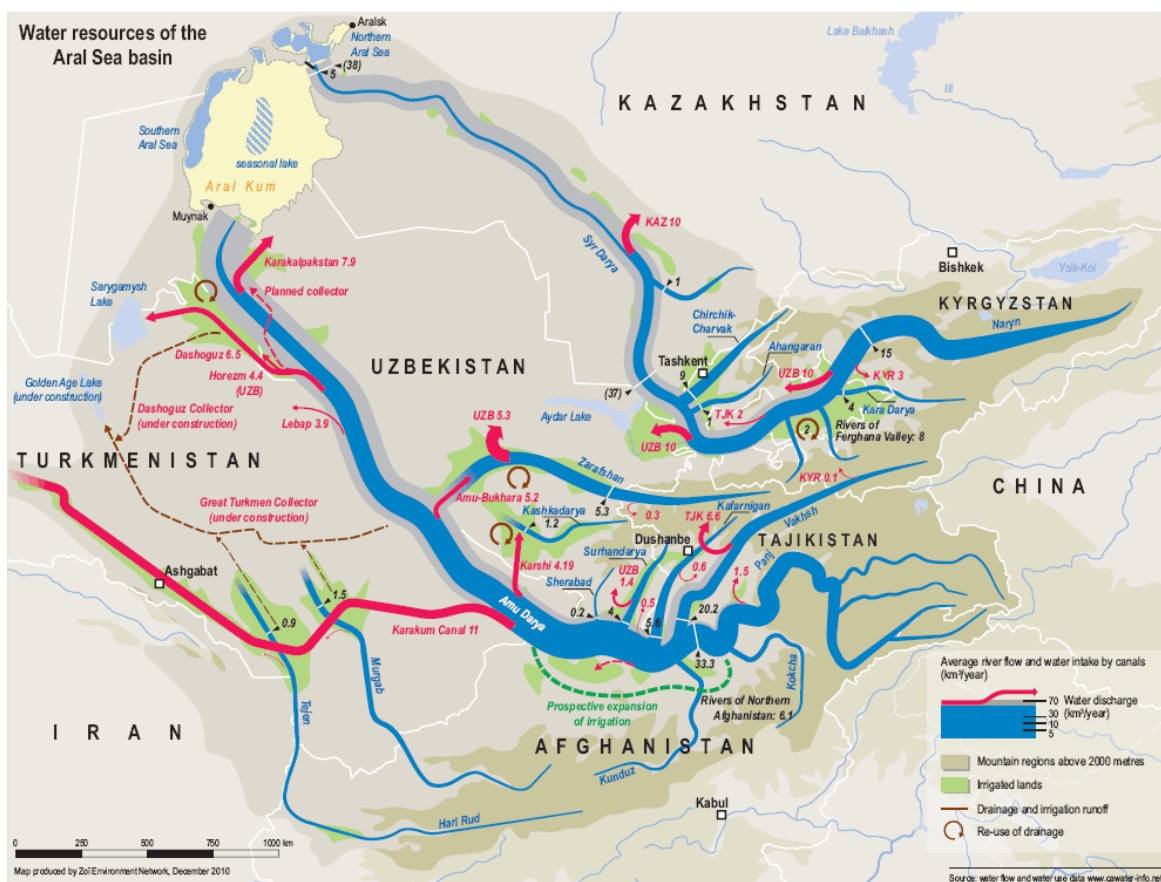 Water resources of the
Aral Sea basin
Aralsk
Northern
Aral Sea
(38)
5
Lake Balkhash
Ili
KAZAKHSTAN
Southern
Aral Sea
seasonal lake
Aral Kum
Muynak
KAZ 10
Syr Darya
1
Karakalpakstan 7.9
Planned collector
Sarygamysh
Lake
Bishkek
Ysik-Kol
KYRGYZSTAN
Naryn
Chirchik-
Charvak
Ahangaran
Tashkent
15
UZB 10
KYR 3
UZBEKISTAN
Dashoguz 6.5
Horezm 4.4
(UZB)
Golden Age Lake
(under construction)
Dashoguz Collector
(under construction)
Lebap 3.9
(37)
9
1
TJK 2
4
Kara Darya
Aydar Lake
2
Rivers of
Ferghana Valley: 8
UZB 5.3
UZB 10
TURKMENISTAN
Zarafshan
KYR 0.1
CHINA
Amu-Bukhara 5.2
Great Turkmen Collector
(under construction)
Kashkadarya
1.2
5.3
0.3
Kafarnigan
TJK 6.6
Vakhsh
Dushanbe
TAJIKISTAN
Surhandarya
Panj
Ashgabat
Karshi 4.19
Sherabad
UZB
1.4
0.6
1.5
0.5
0.2
4
5.6
20.2
33.3
Amu Darya
1.5
0.9
Karakum Canal 11
Murgab
Tejen
Kokcha
Prospective expansion
of irrigation
Rivers of Northern
Afghanistan: 6.1
IRAN
AFGHANISTAN
Kunduz
Kabul
Hari Rud
Average river flow and water intake by canals
(km³/year)
70
Water discharge
(km³/year)
30
10
5
Mountain regions above 2000 metres
Irrigated lands
Drainage and irrigation runoff
Re-use of drainage
0 250 500 750 1000 km
Map produced by Zoï Environment Network, December 2010
Source: water flow and water use data www.cawater-info.net